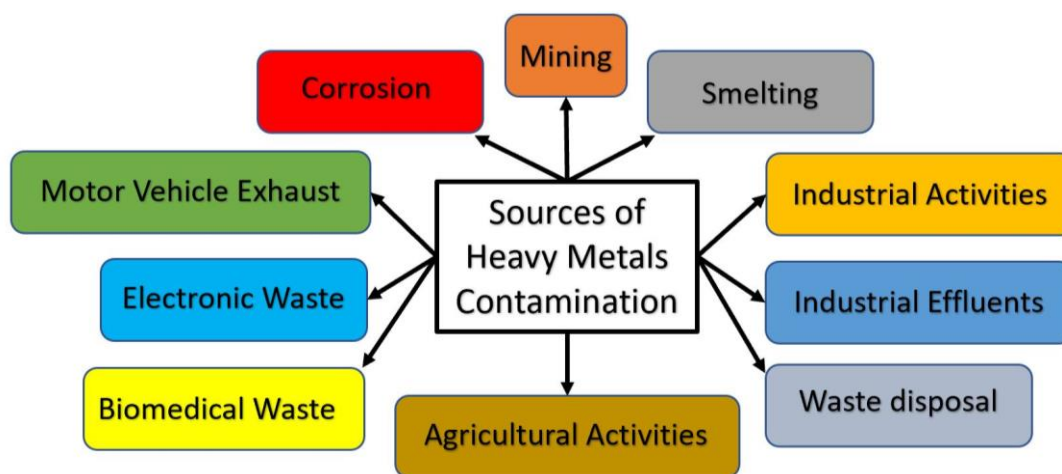 Mining
Corrosion
Smelting
Motor Vehicle Exhaust
Sources of
Heavy Metals
Contamination
Industrial Activities
Electronic Waste
Industrial Effluents
Biomedical Waste
Waste disposal
Agricultural Activities